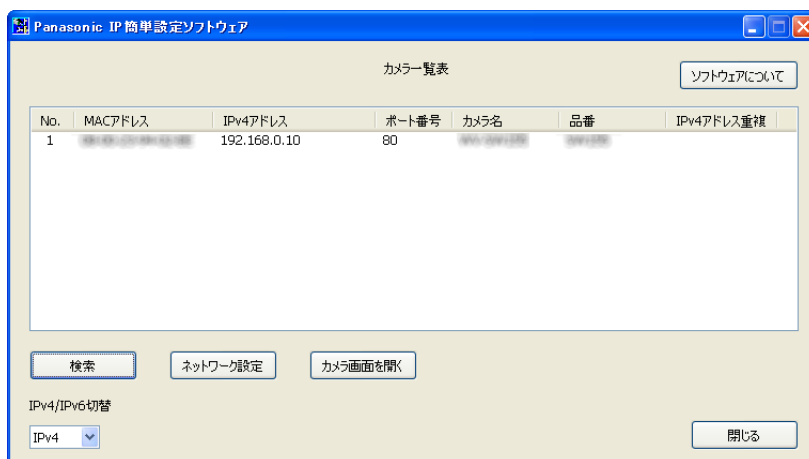 Panasonic IP簡単設定ソフトウェア
カメラ一覧表
ソフトウェアについて
No. MACアドレス IPv4アドレス ポート番号 カメラ名 品番 IPv4アドレス重複
1 192.168.0.10 80
検索 ネットワーク設定 カメラ画面を開く
IPv4/IPv6切替
IPv4
閉じる